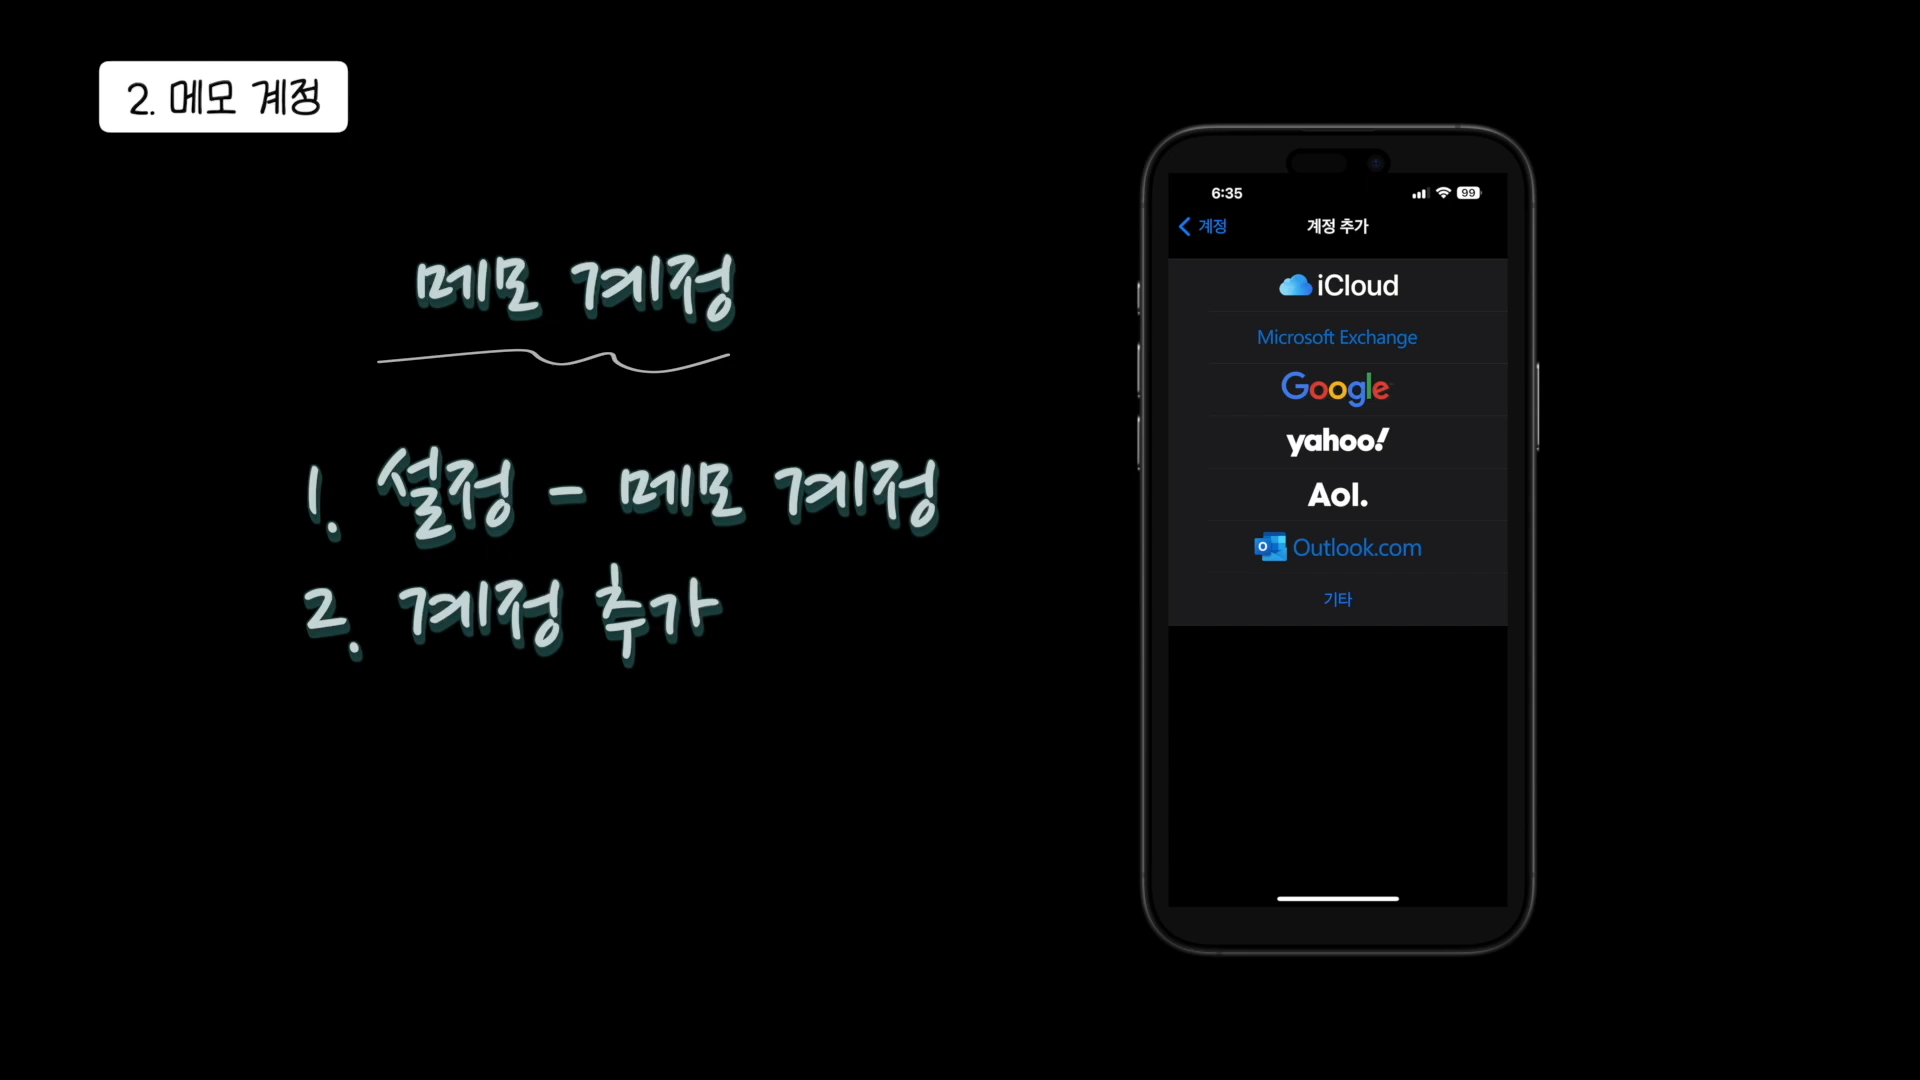 2. 메모 계정
메모 계정
1. 설정 - 메모 계정
2. 계정 추가
6:35
99
계정
계정 추가
iCloud
Microsoft Exchange
Google
yahoo!
Aol.
Outlook.com
기타